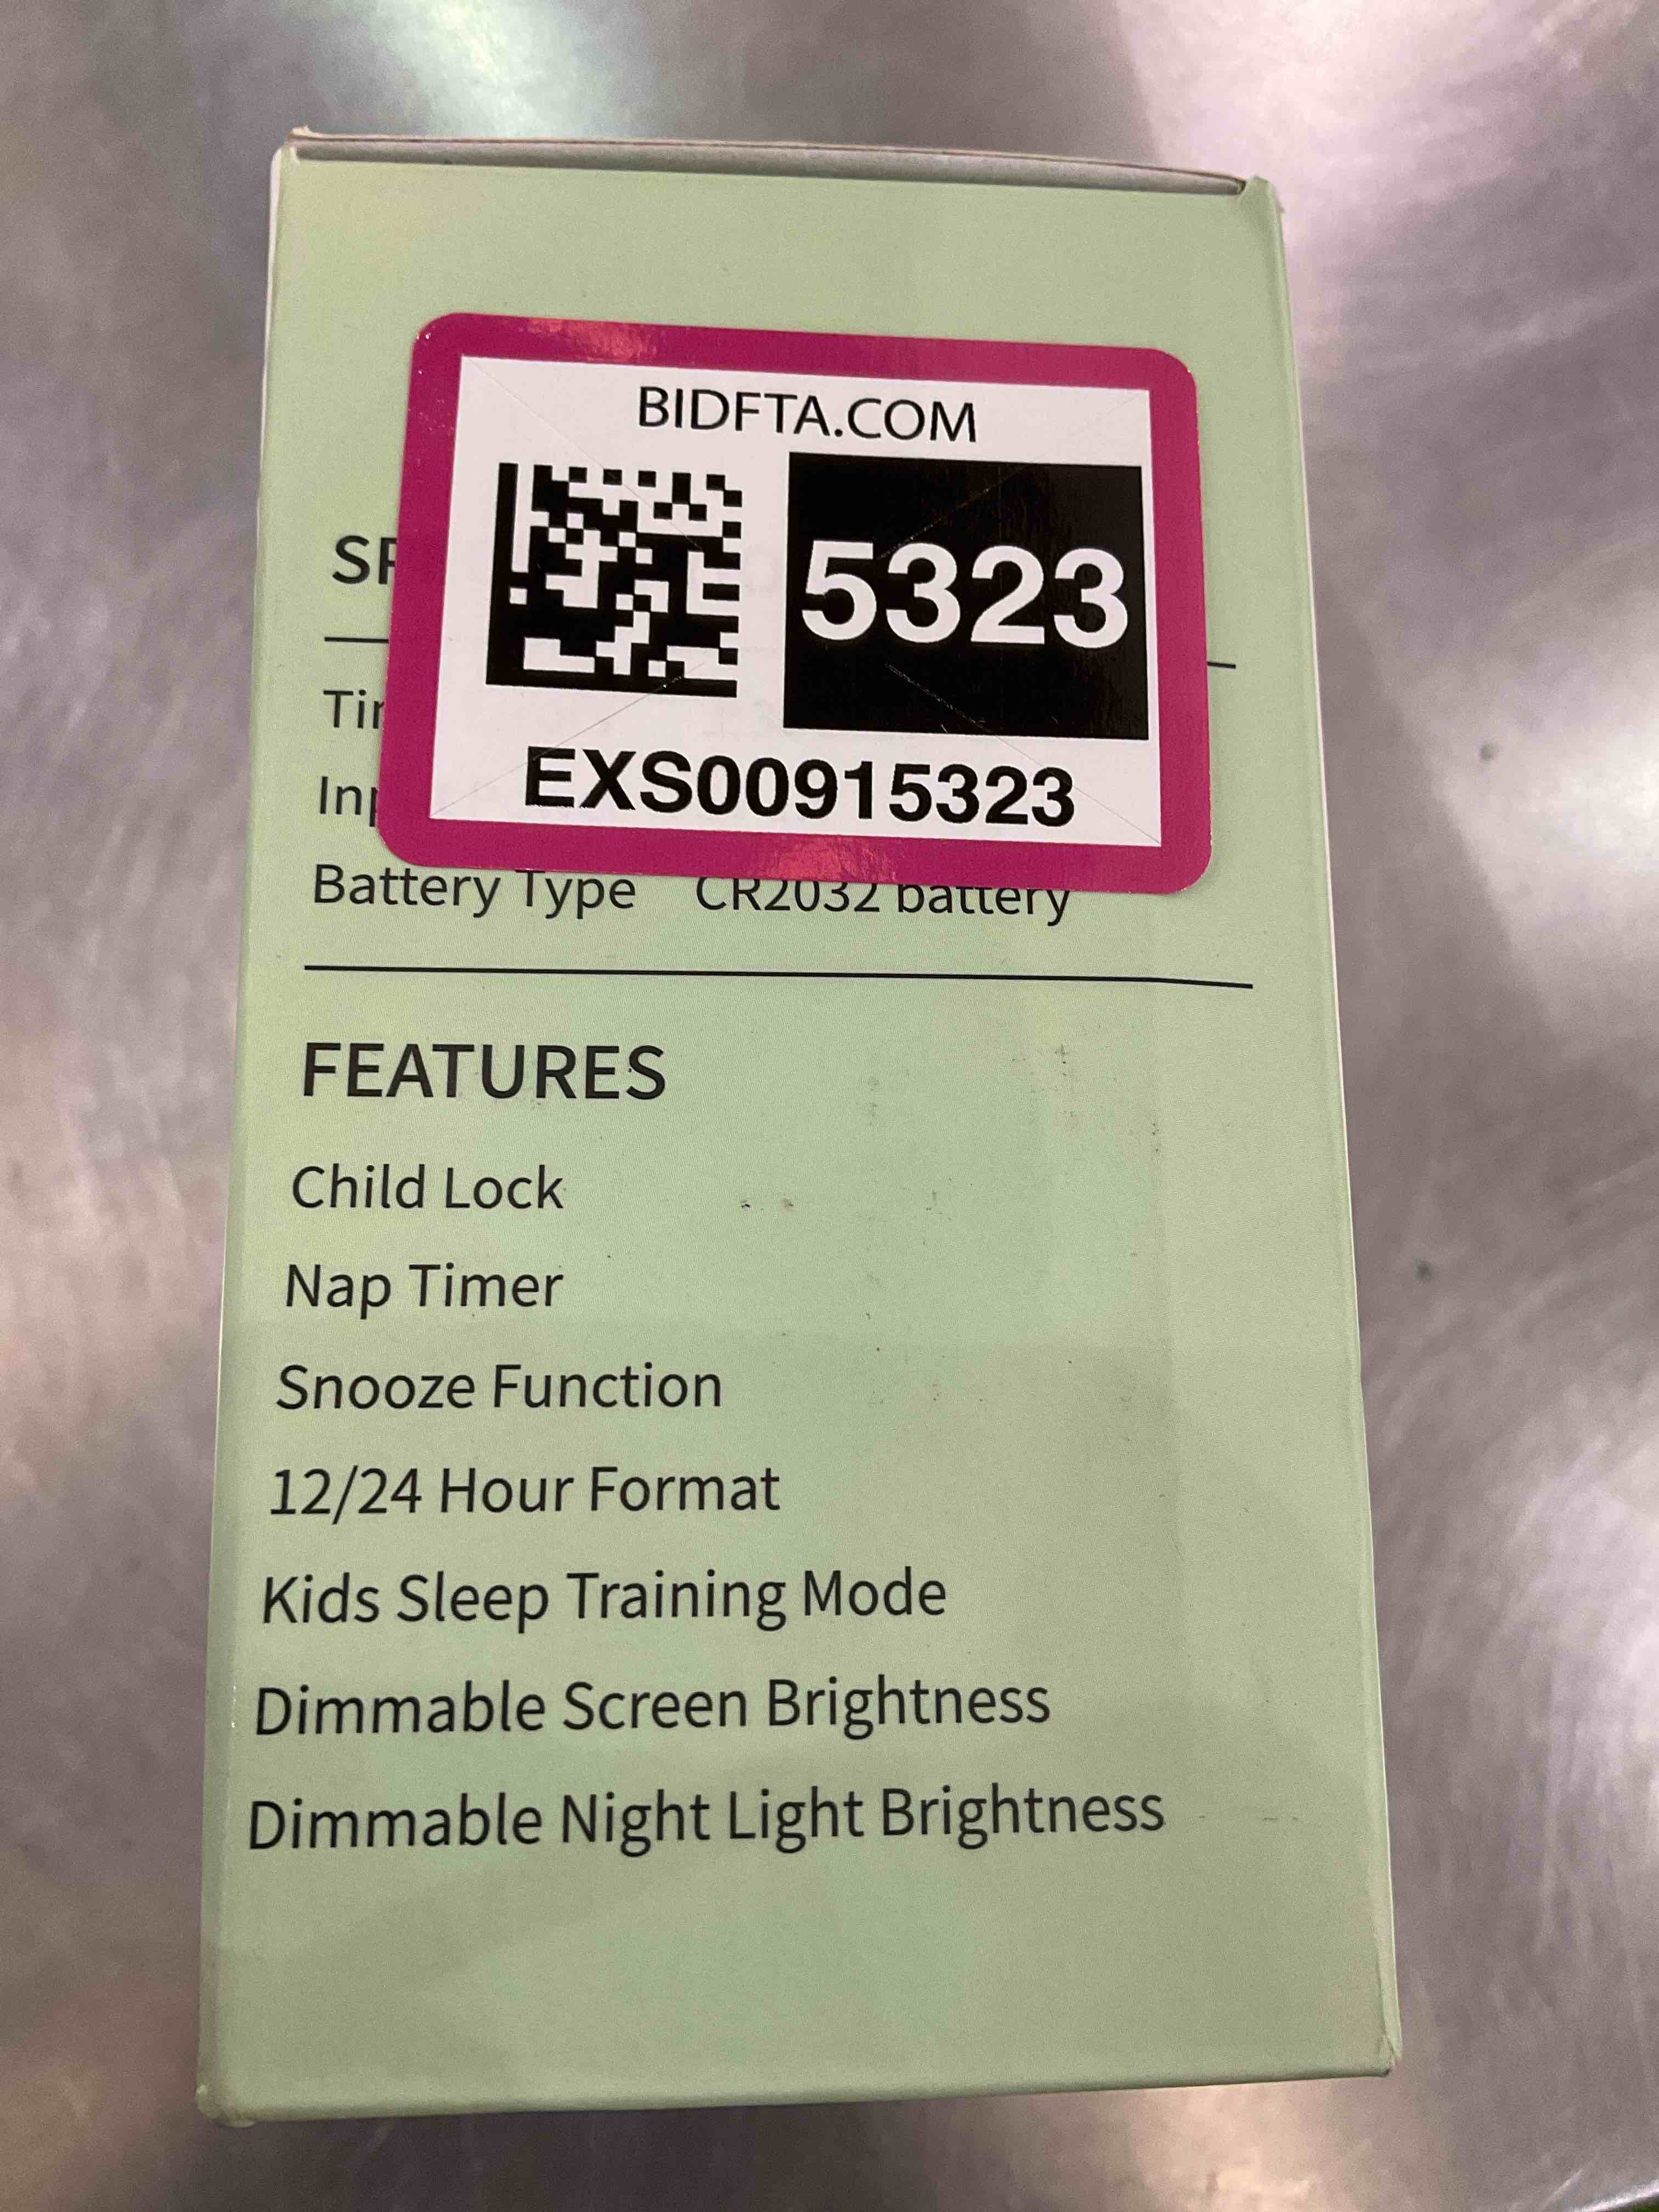 BIDFTA.COM
5323
EXS00915323
Battery Type CR2032 battery
FEATURES
Child Lock
Nap Timer
Snooze Function
12/24 Hour Format
Kids Sleep Training Mode
Dimmable Screen Brightness
Dimmable Night Light Brightness